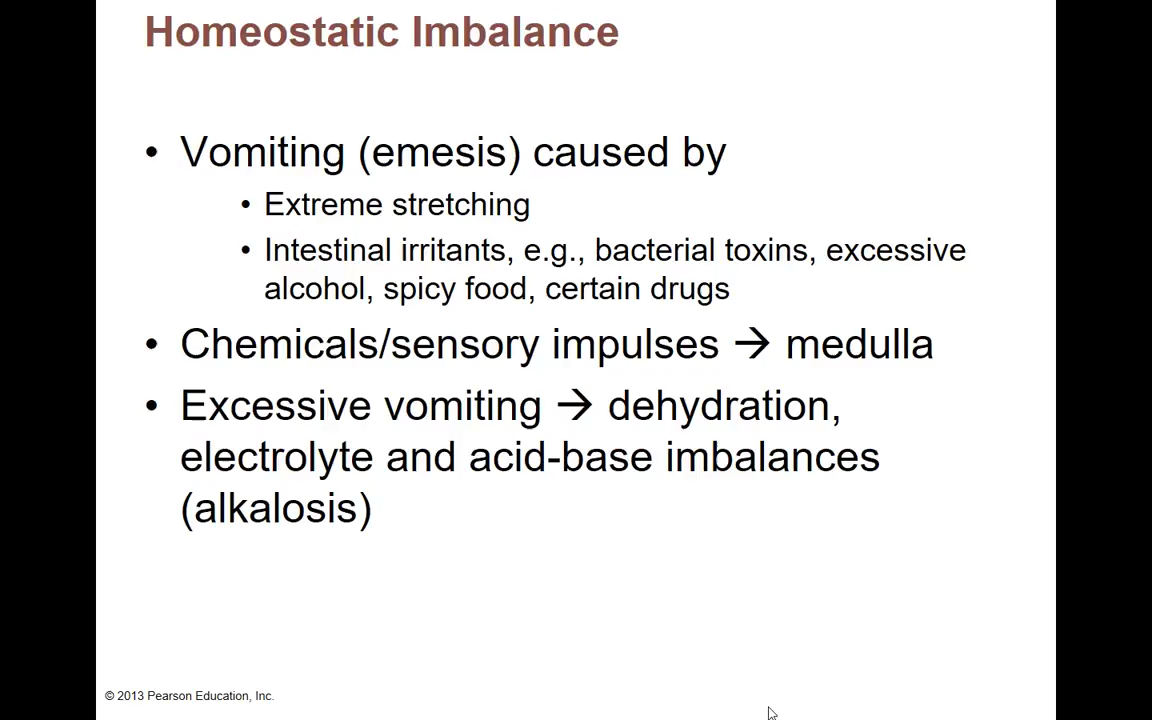 Homeostatic Imbalance
• Vomiting (emesis) caused by
• Extreme stretching
• Intestinal irritants, e.g., bacterial toxins, excessive
alcohol, spicy food, certain drugs
• Chemicals/sensory impulses → medulla
• Excessive vomiting → dehydration,
electrolyte and acid-base imbalances
(alkalosis)
© 2013 Pearson Education, Inc.